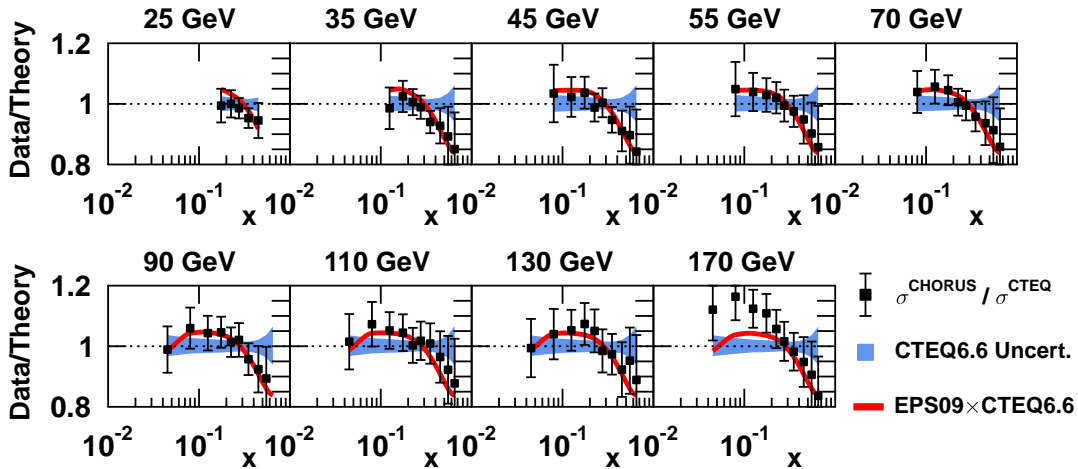 25 GeV 35 GeV 45 GeV 55 GeV 70 GeV
Data/Theory
1.2
1
0.8
10⁻² 10⁻¹ 10⁻² 10⁻¹ 10⁻² 10⁻¹ 10⁻² 10⁻¹ 10⁻² 10⁻¹
x x x x x
90 GeV 110 GeV 130 GeV 170 GeV
Data/Theory
1.2
1
0.8
10⁻² 10⁻¹ 10⁻² 10⁻¹ 10⁻² 10⁻¹ 10⁻² 10⁻¹
x x x x
σ^CHORUS / σ^CTEQ
CTEQ6.6 Uncert.
EPS09×CTEQ6.6